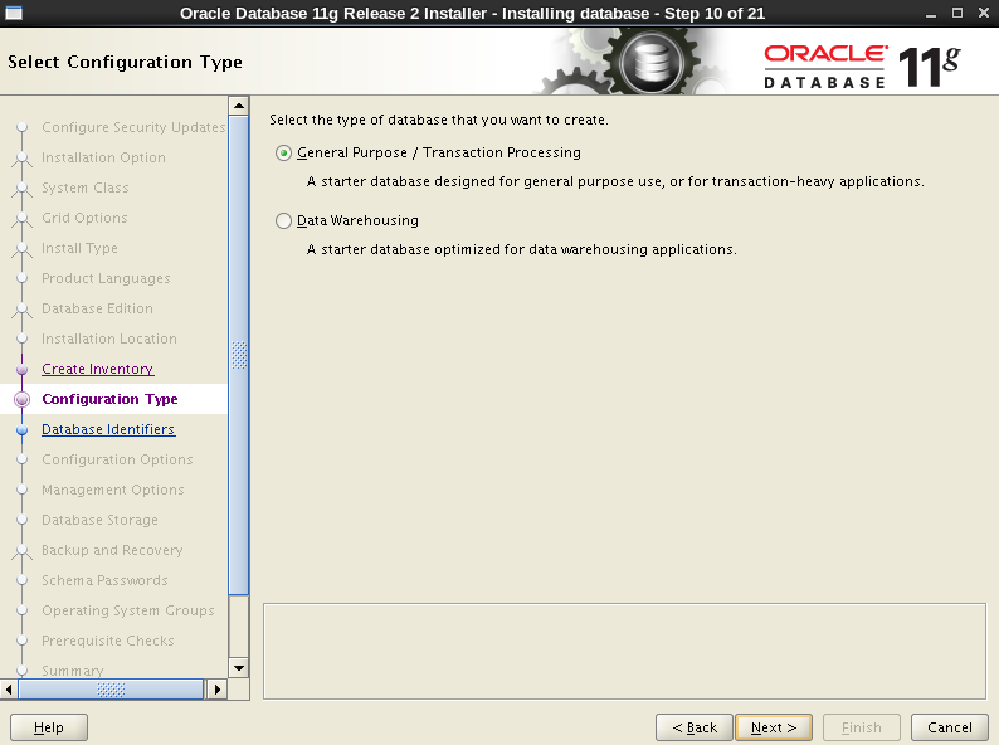 Oracle Database 11g Release 2 Installer - Installing database - Step 10 of 21
Select Configuration Type
ORACLE
DATABASE
11g
Configure Security Updates
Installation Option
System Class
Grid Options
Install Type
Product Languages
Database Edition
Installation Location
Create Inventory
Configuration Type
Database Identifiers
Configuration Options
Management Options
Database Storage
Backup and Recovery
Schema Passwords
Operating System Groups
Prerequisite Checks
Summary
Select the type of database that you want to create.
General Purpose / Transaction Processing
A starter database designed for general purpose use, or for transaction-heavy applications.
Data Warehousing
A starter database optimized for data warehousing applications.
Help
< Back
Next >
Finish
Cancel